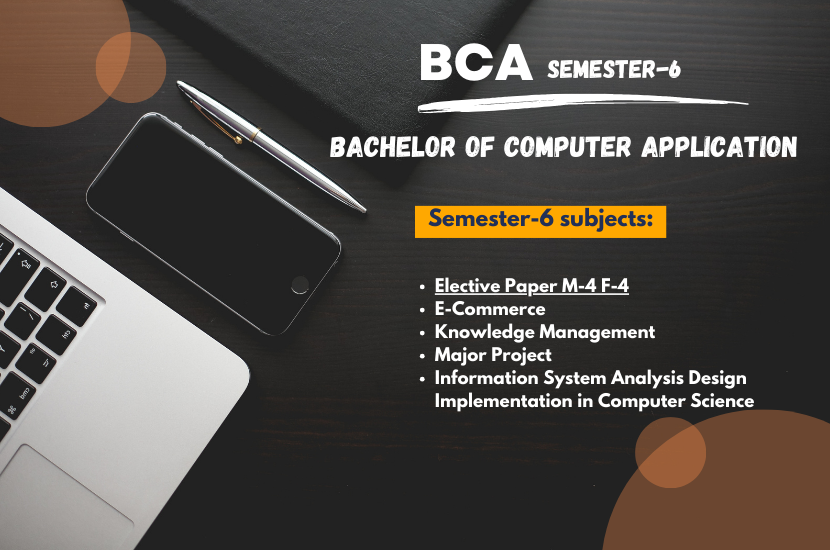 BCA SEMESTER-6
BACHELOR OF COMPUTER APPLICATION
Semester-6 subjects:
• Elective Paper M-4 F-4
• E-Commerce
• Knowledge Management
• Major Project
• Information System Analysis Design
Implementation in Computer Science